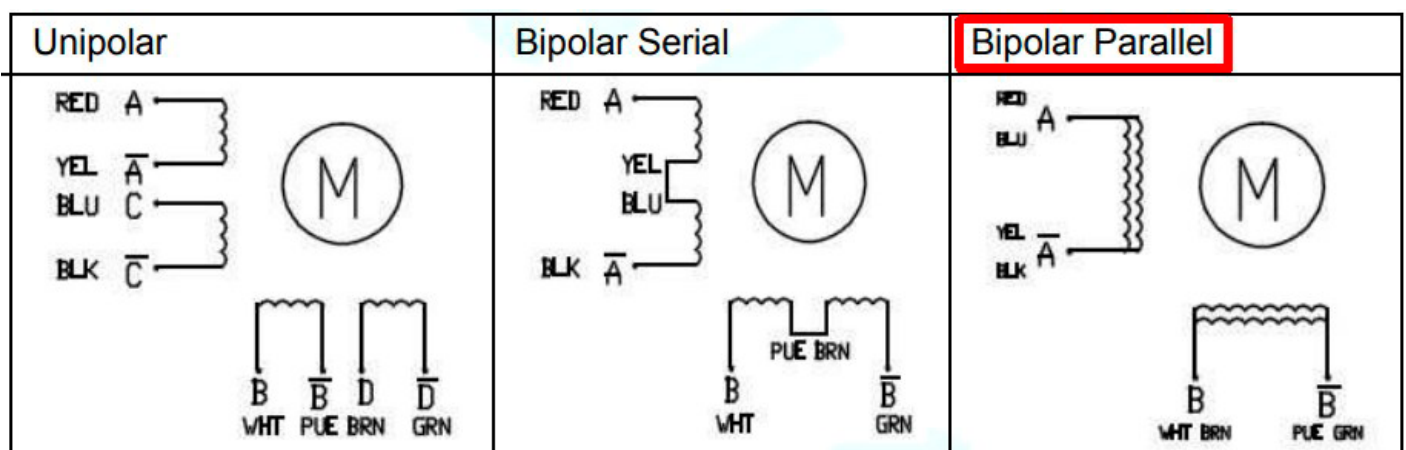 Unipolar
RED A
YEL A̅
BLU C
BLK C̅
M
B B̅ D D̅
WHT PUE BRN GRN
Bipolar Serial
RED A
YEL
BLU
BLK A̅
M
PUE BRN
B B̅
WHT GRN
Bipolar Parallel
RED
A
BLU
YEL
A̅
BLK
M
B B̅
WHT BRN PUE GRN